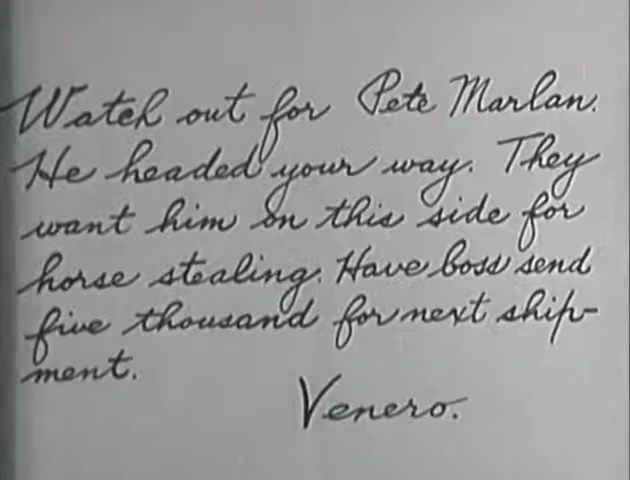 Watch out for Pete Marlan.
He headed your way. They
want him on this side for
horse stealing. Have boss send
five thousand for next ship-
ment.
Venero.